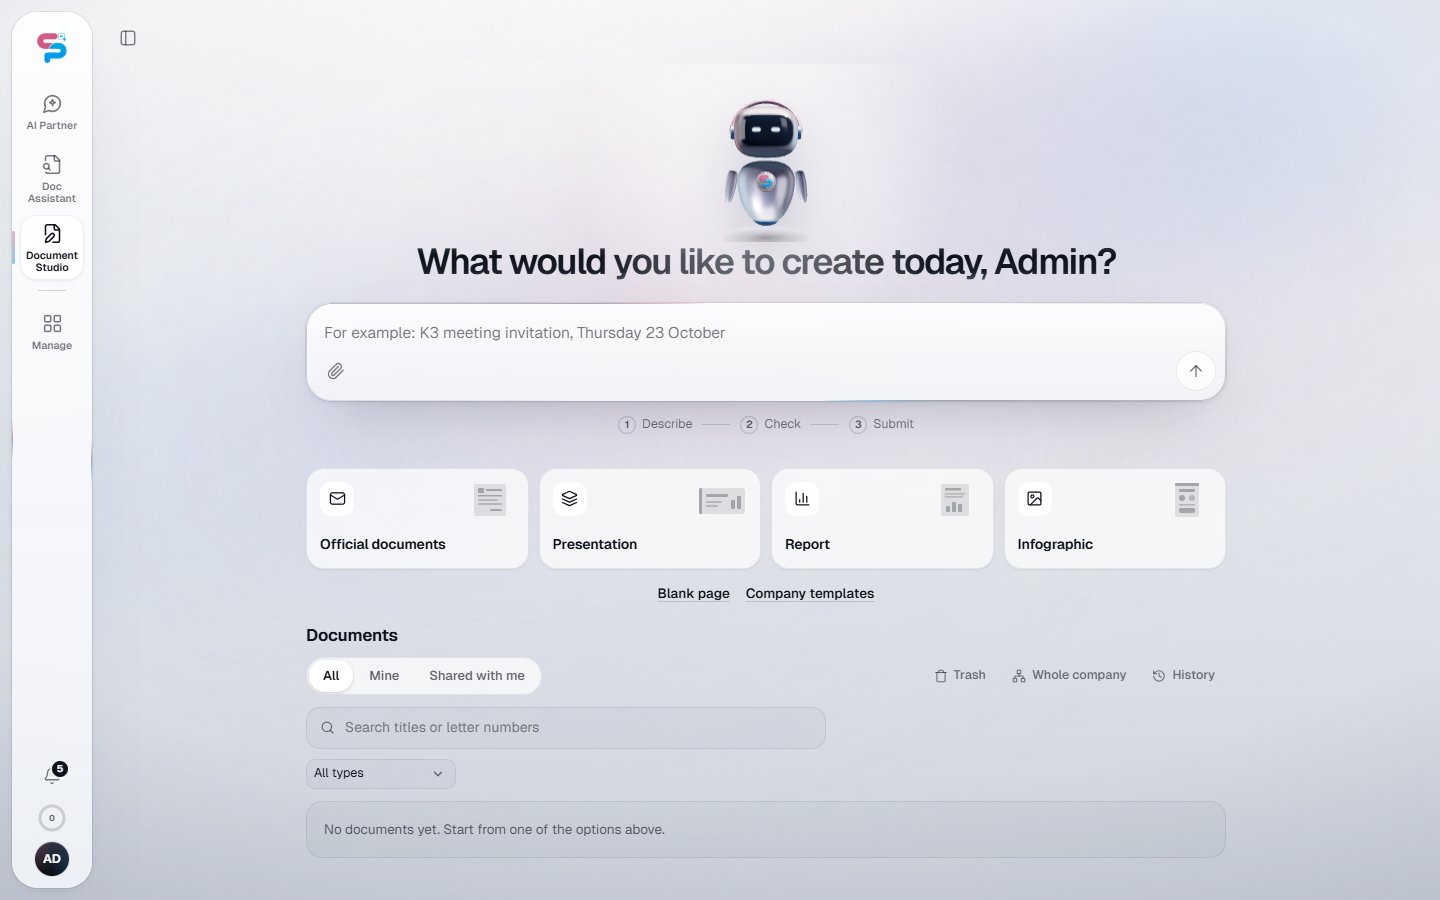 AI Partner
Doc
Assistant
Document
Studio
Manage
5
0
AD
What would you like to create today, Admin?
For example: K3 meeting invitation, Thursday 23 October
1 Describe 2 Check 3 Submit
Official documents
Presentation
Report
Infographic
Blank page Company templates
Documents
All Mine Shared with me
Trash Whole company History
Search titles or letter numbers
All types
No documents yet. Start from one of the options above.